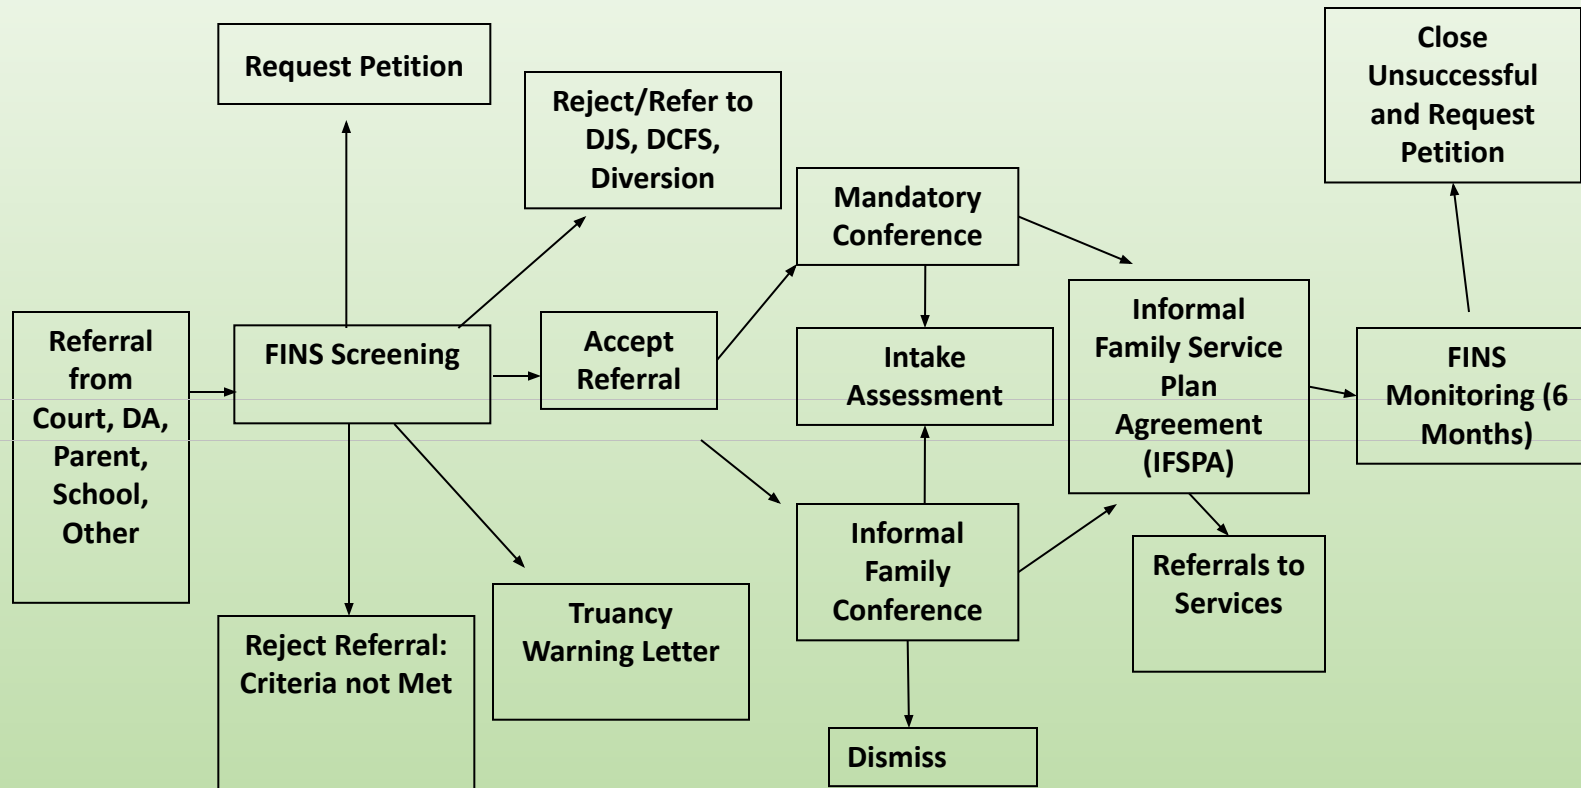 Request Petition
Reject/Refer to
DJS, DCFS,
Diversion
Close
Unsuccessful
and Request
Petition
Mandatory
Conference
Referral
from
Court, DA,
Parent,
School,
Other
FINS Screening
Accept
Referral
Intake
Assessment
Informal
Family Service
Plan
Agreement
(IFSPA)
FINS
Monitoring (6
Months)
Informal
Family
Conference
Referrals to
Services
Reject Referral:
Criteria not Met
Truancy
Warning Letter
Dismiss